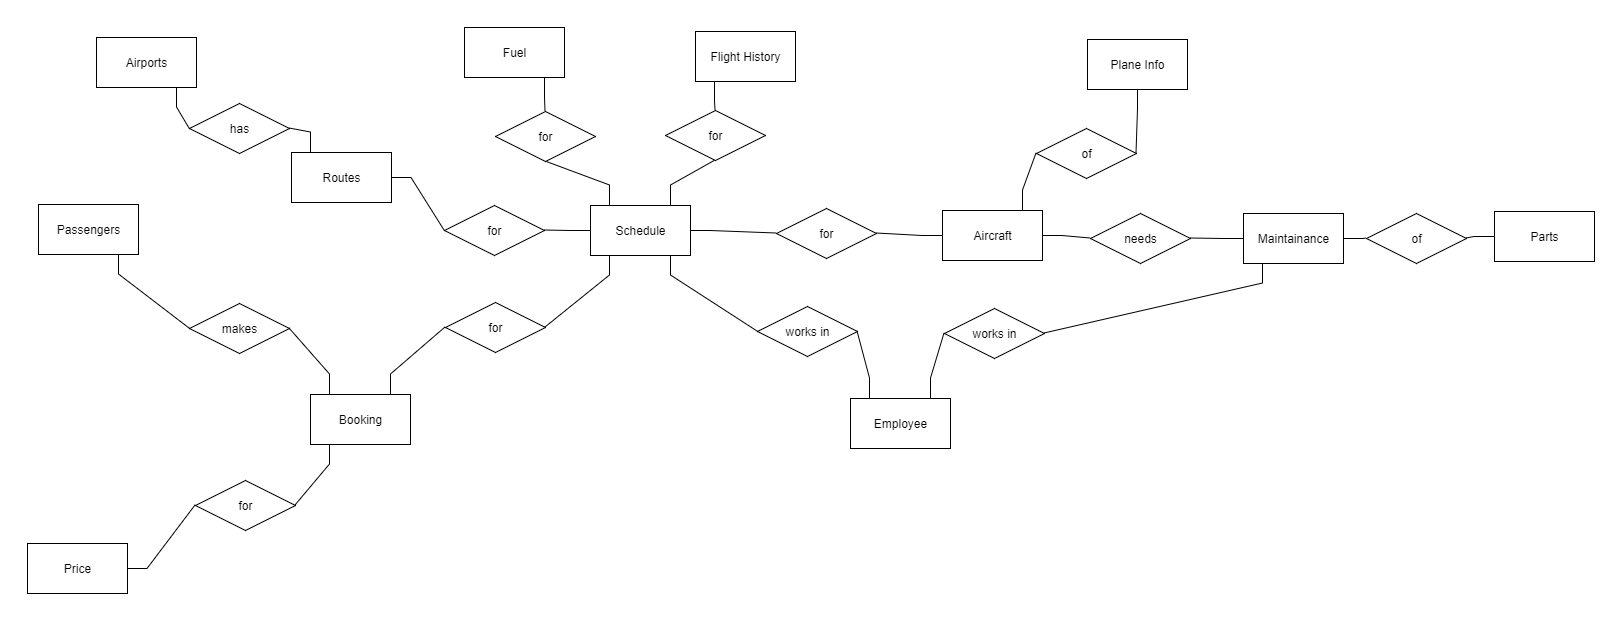 Airports
Fuel
Flight History
Plane Info
has
for
for
of
Routes
Passengers
for
Schedule
for
Aircraft
needs
Maintainance
of
Parts
makes
for
works in
works in
Booking
Employee
for
Price